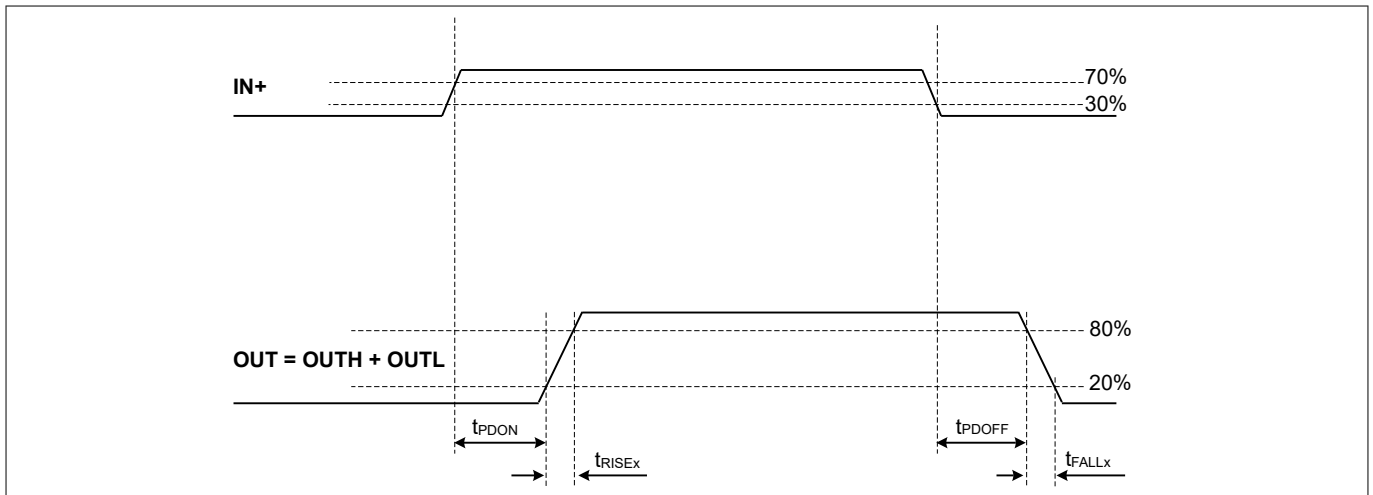 IN+
70%
30%
OUT = OUTH + OUTL
80%
20%
tPDON
tPDOFF
tRISEx
tFALLx